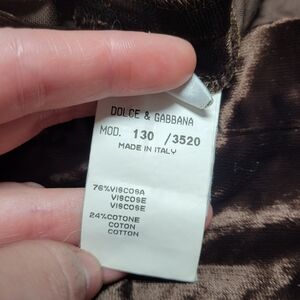 DOLCE & GABBANA
MOD. 130 /3520
MADE IN ITALY
76%VISCOSA
VISCOSE
VISCOSE
24%COTONE
COTON
COTTON